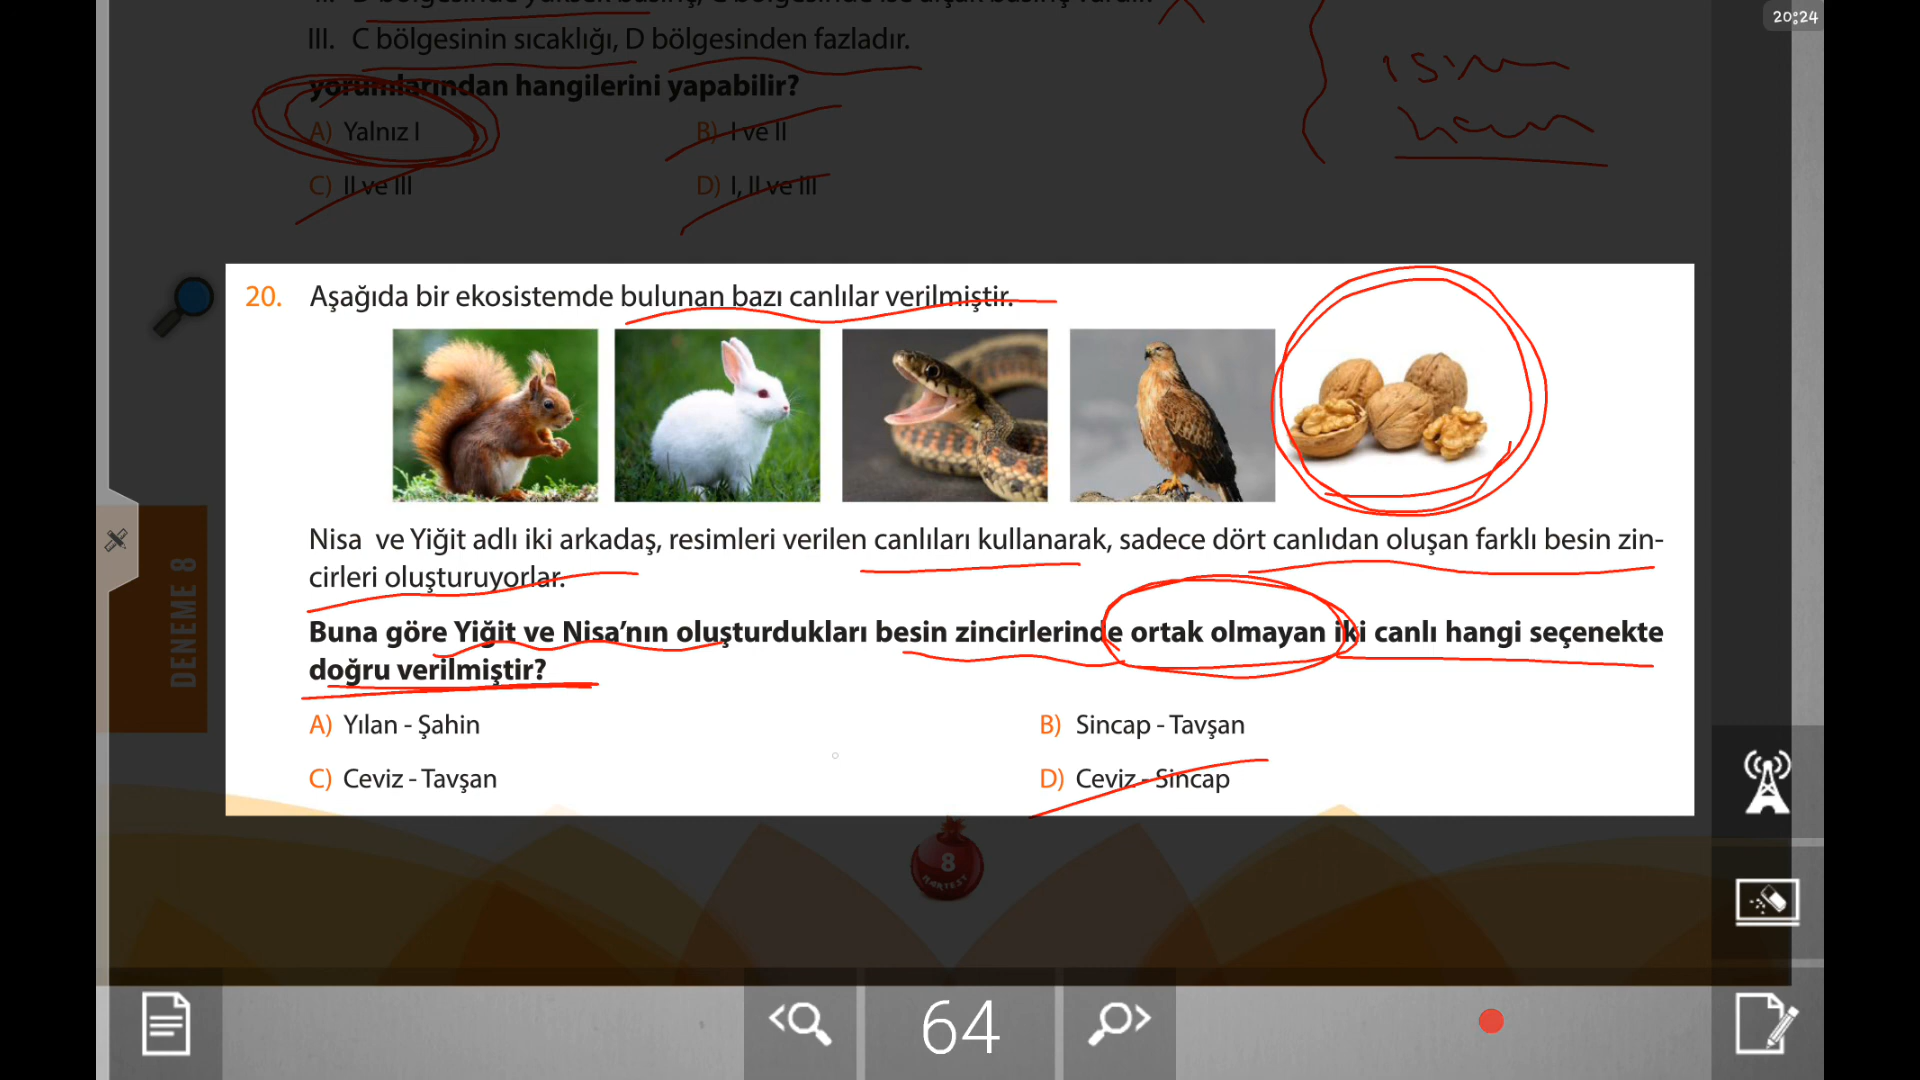 20:24
III. C bölgesinin sıcaklığı, D bölgesinden fazladır.
yorumlarından hangilerini yapabilir?
A) Yalnız I B) I ve II
C) II ve III D) I, II ve III
20. Aşağıda bir ekosistemde bulunan bazı canlılar verilmiştir.
Nisa ve Yiğit adlı iki arkadaş, resimleri verilen canlıları kullanarak, sadece dört canlıdan oluşan farklı besin zin-
cirleri oluşturuyorlar.
Buna göre Yiğit ve Nisa'nın oluşturdukları besin zincirlerinde ortak olmayan iki canlı hangi seçenekte
doğru verilmiştir?
A) Yılan - Şahin B) Sincap - Tavşan
C) Ceviz - Tavşan D) Ceviz - Sincap
DENEME 8
8
64